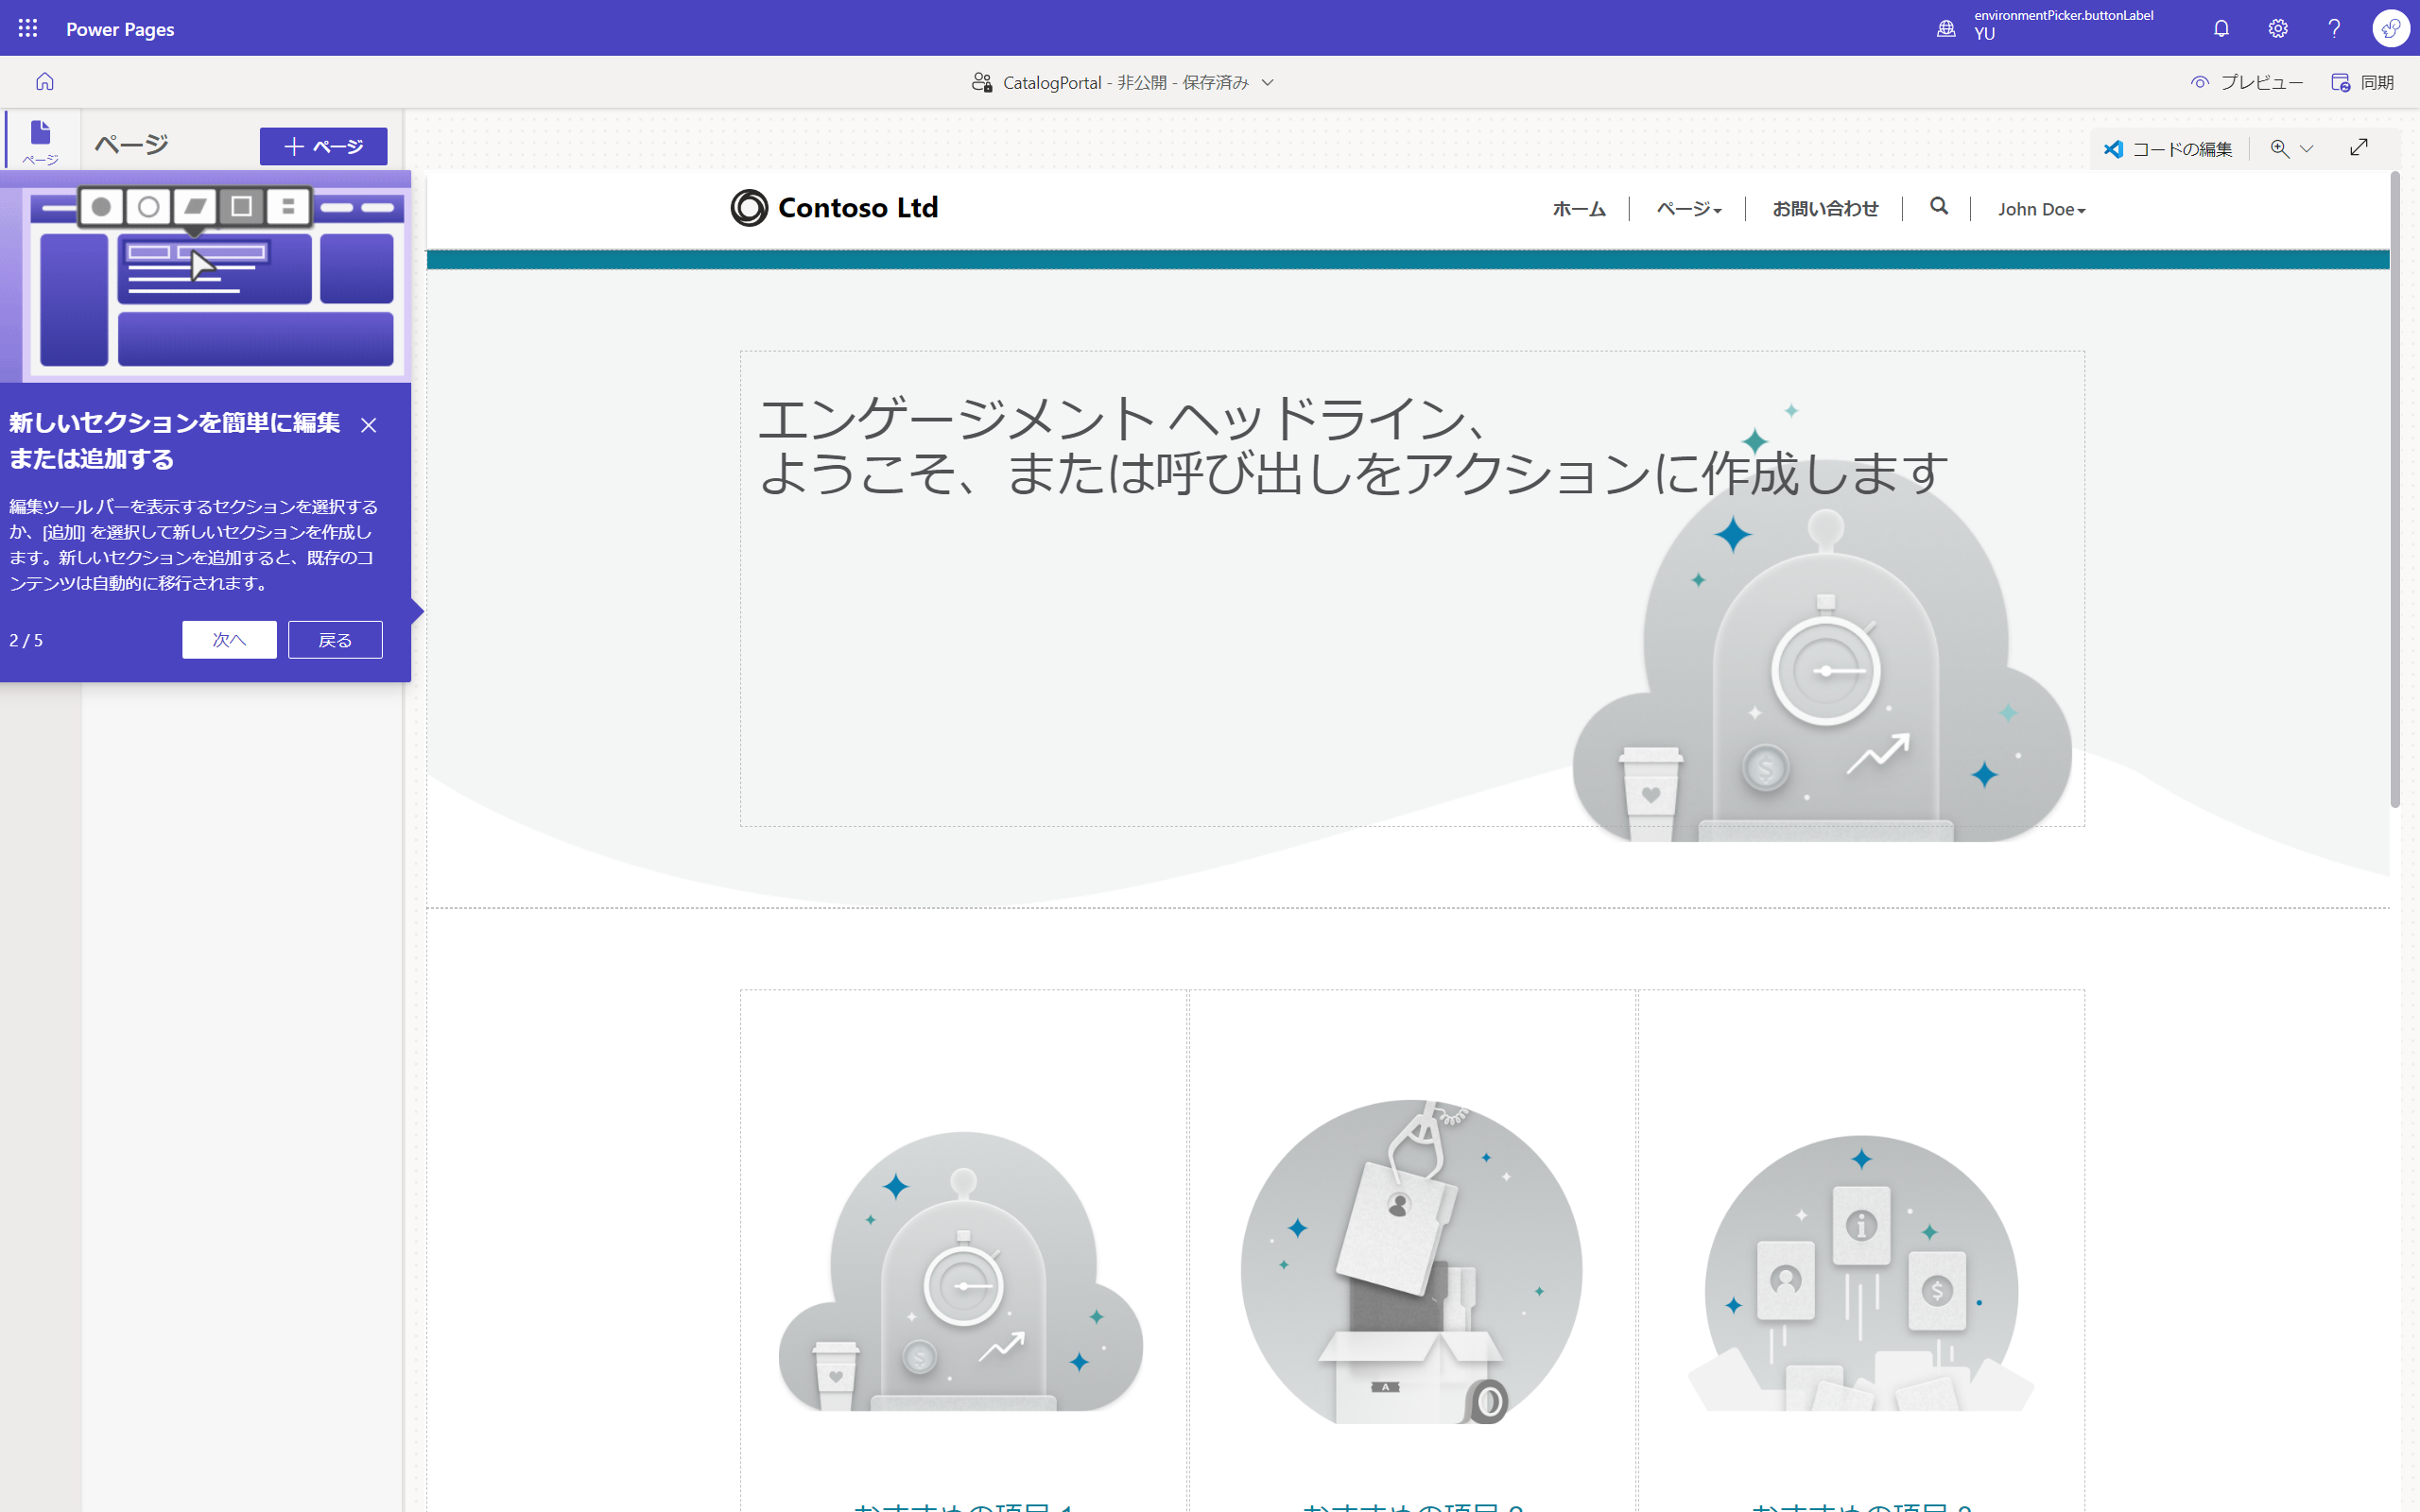 Power Pages
environmentPicker.buttonLabel
YU
CatalogPortal - 非公開 - 保存済み
プレビュー
同期
ページ
ページ
ページ
コードの編集
Contoso Ltd
ホーム
ページ
お問い合わせ
John Doe
新しいセクションを簡単に編集
または追加する
編集ツール バーを表示するセクションを選択する
か、[追加] を選択して新しいセクションを作成し
ます。新しいセクションを追加すると、既存のコ
ンテンツは自動的に移行されます。
2 / 5
次へ
戻る
エンゲージメント ヘッドライン、
ようこそ、または呼び出しをアクションに作成します
A
おすすめの項目 1